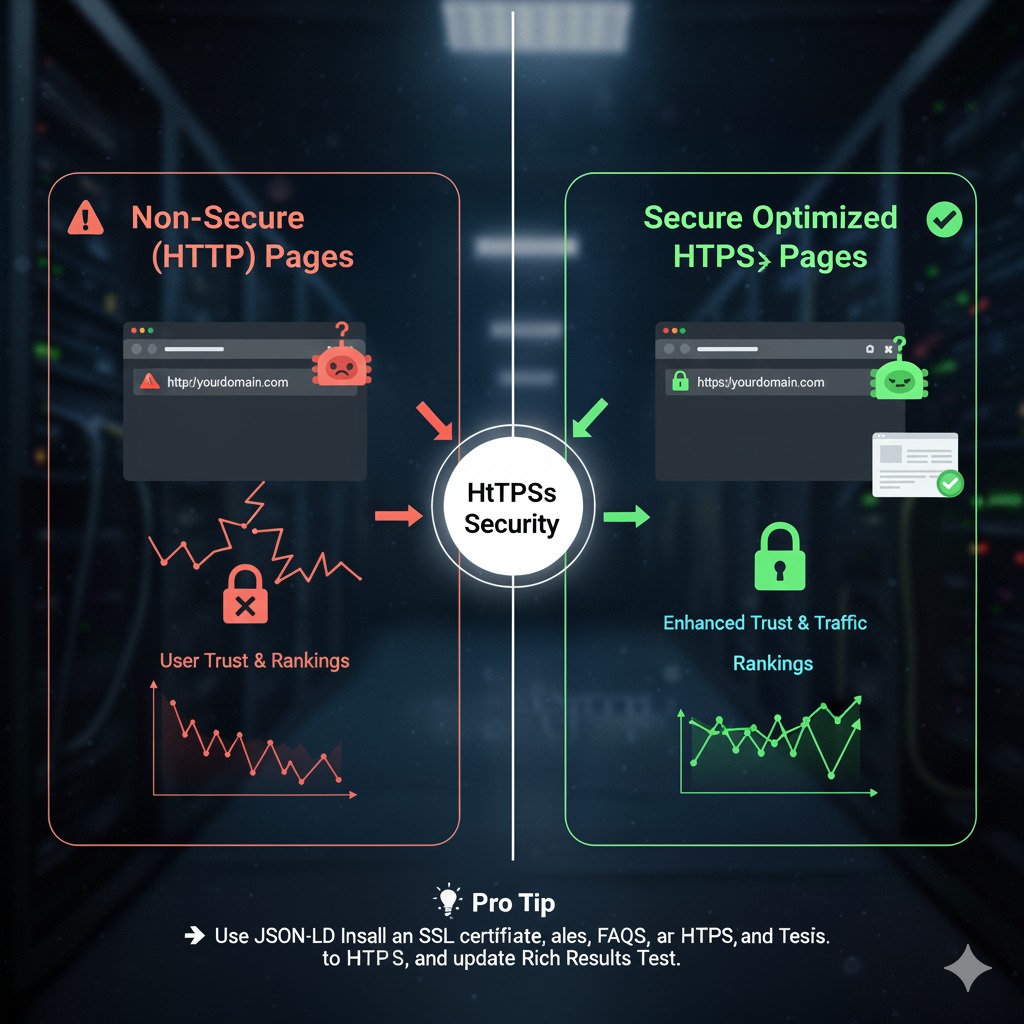 Non-Secure
(HTTP) Pages
http:/yourdomain.com
User Trust & Rankings
HtTPSs
Security
Secure Optimized
HTPS> Pages
https:/yourdomain.com
Enhanced Trust & Traffic
Rankings
Pro Tip
→ Use JSON-LD Insall an SSL certifiate, ales, FAQS, ar HTPS, and Tesis.
to HTPS, and update Rich Results Test.